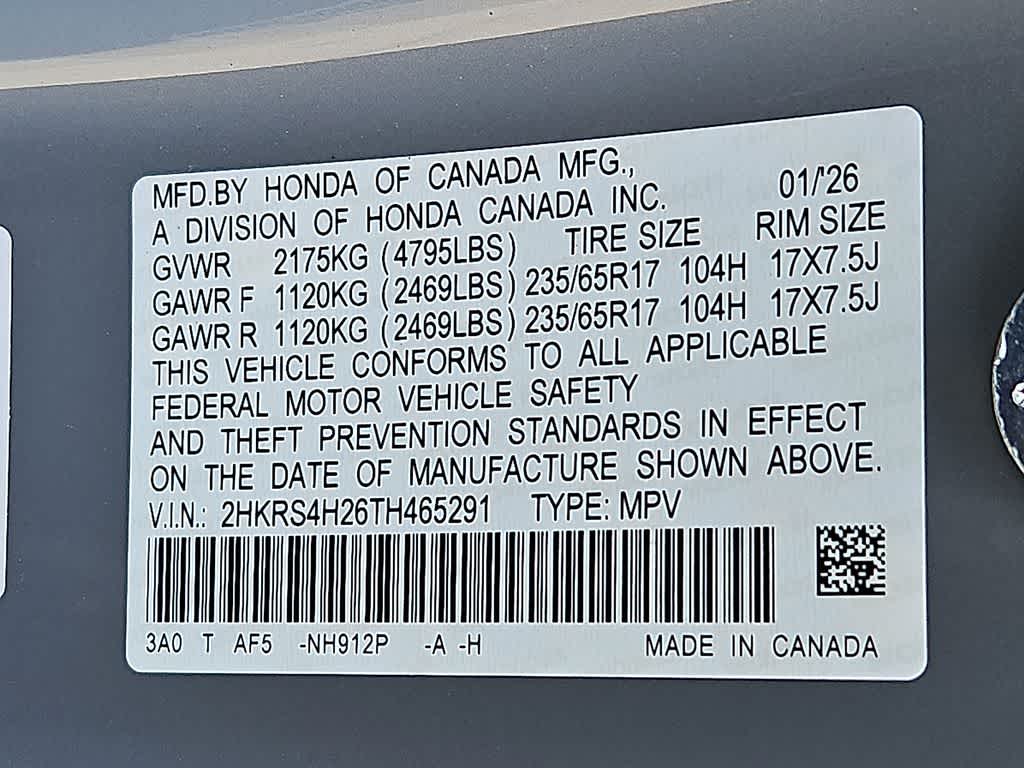 MFD.BY HONDA OF CANADA MFG., 01/'26
A DIVISION OF HONDA CANADA INC.
GVWR 2175KG (4795LBS) TIRE SIZE RIM SIZE
GAWR F 1120KG (2469LBS) 235/65R17 104H 17X7.5J
GAWR R 1120KG (2469LBS) 235/65R17 104H 17X7.5J
THIS VEHICLE CONFORMS TO ALL APPLICABLE
FEDERAL MOTOR VEHICLE SAFETY
AND THEFT PREVENTION STANDARDS IN EFFECT
ON THE DATE OF MANUFACTURE SHOWN ABOVE.
V.I.N.: 2HKRS4H26TH465291 TYPE: MPV
3A0 T AF5 -NH912P -A -H MADE IN CANADA